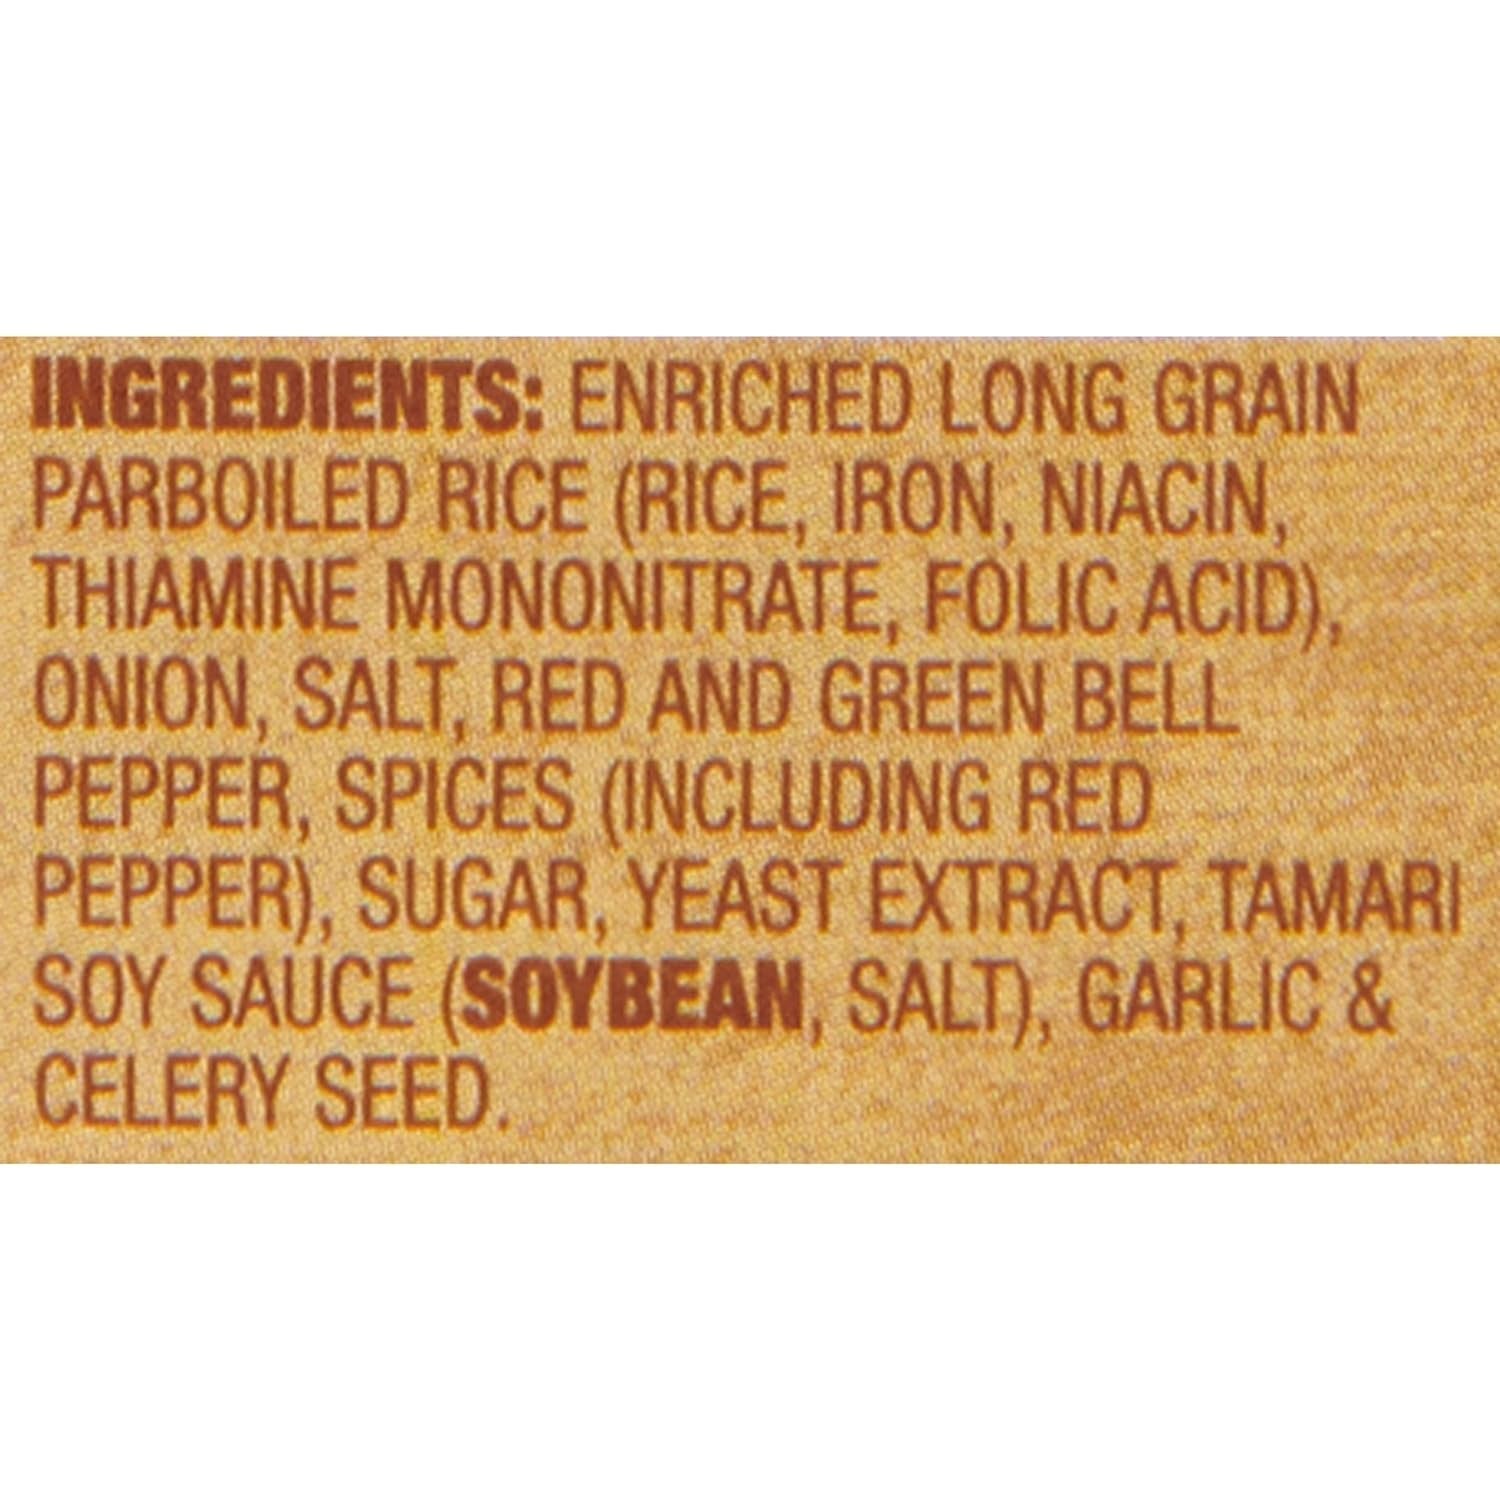 INGREDIENTS: ENRICHED LONG GRAIN
PARBOILED RICE (RICE, IRON, NIACIN,
THIAMINE MONONITRATE, FOLIC ACID),
ONION, SALT, RED AND GREEN BELL
PEPPER, SPICES (INCLUDING RED
PEPPER), SUGAR, YEAST EXTRACT, TAMARI
SOY SAUCE (SOYBEAN, SALT), GARLIC &
CELERY SEED.